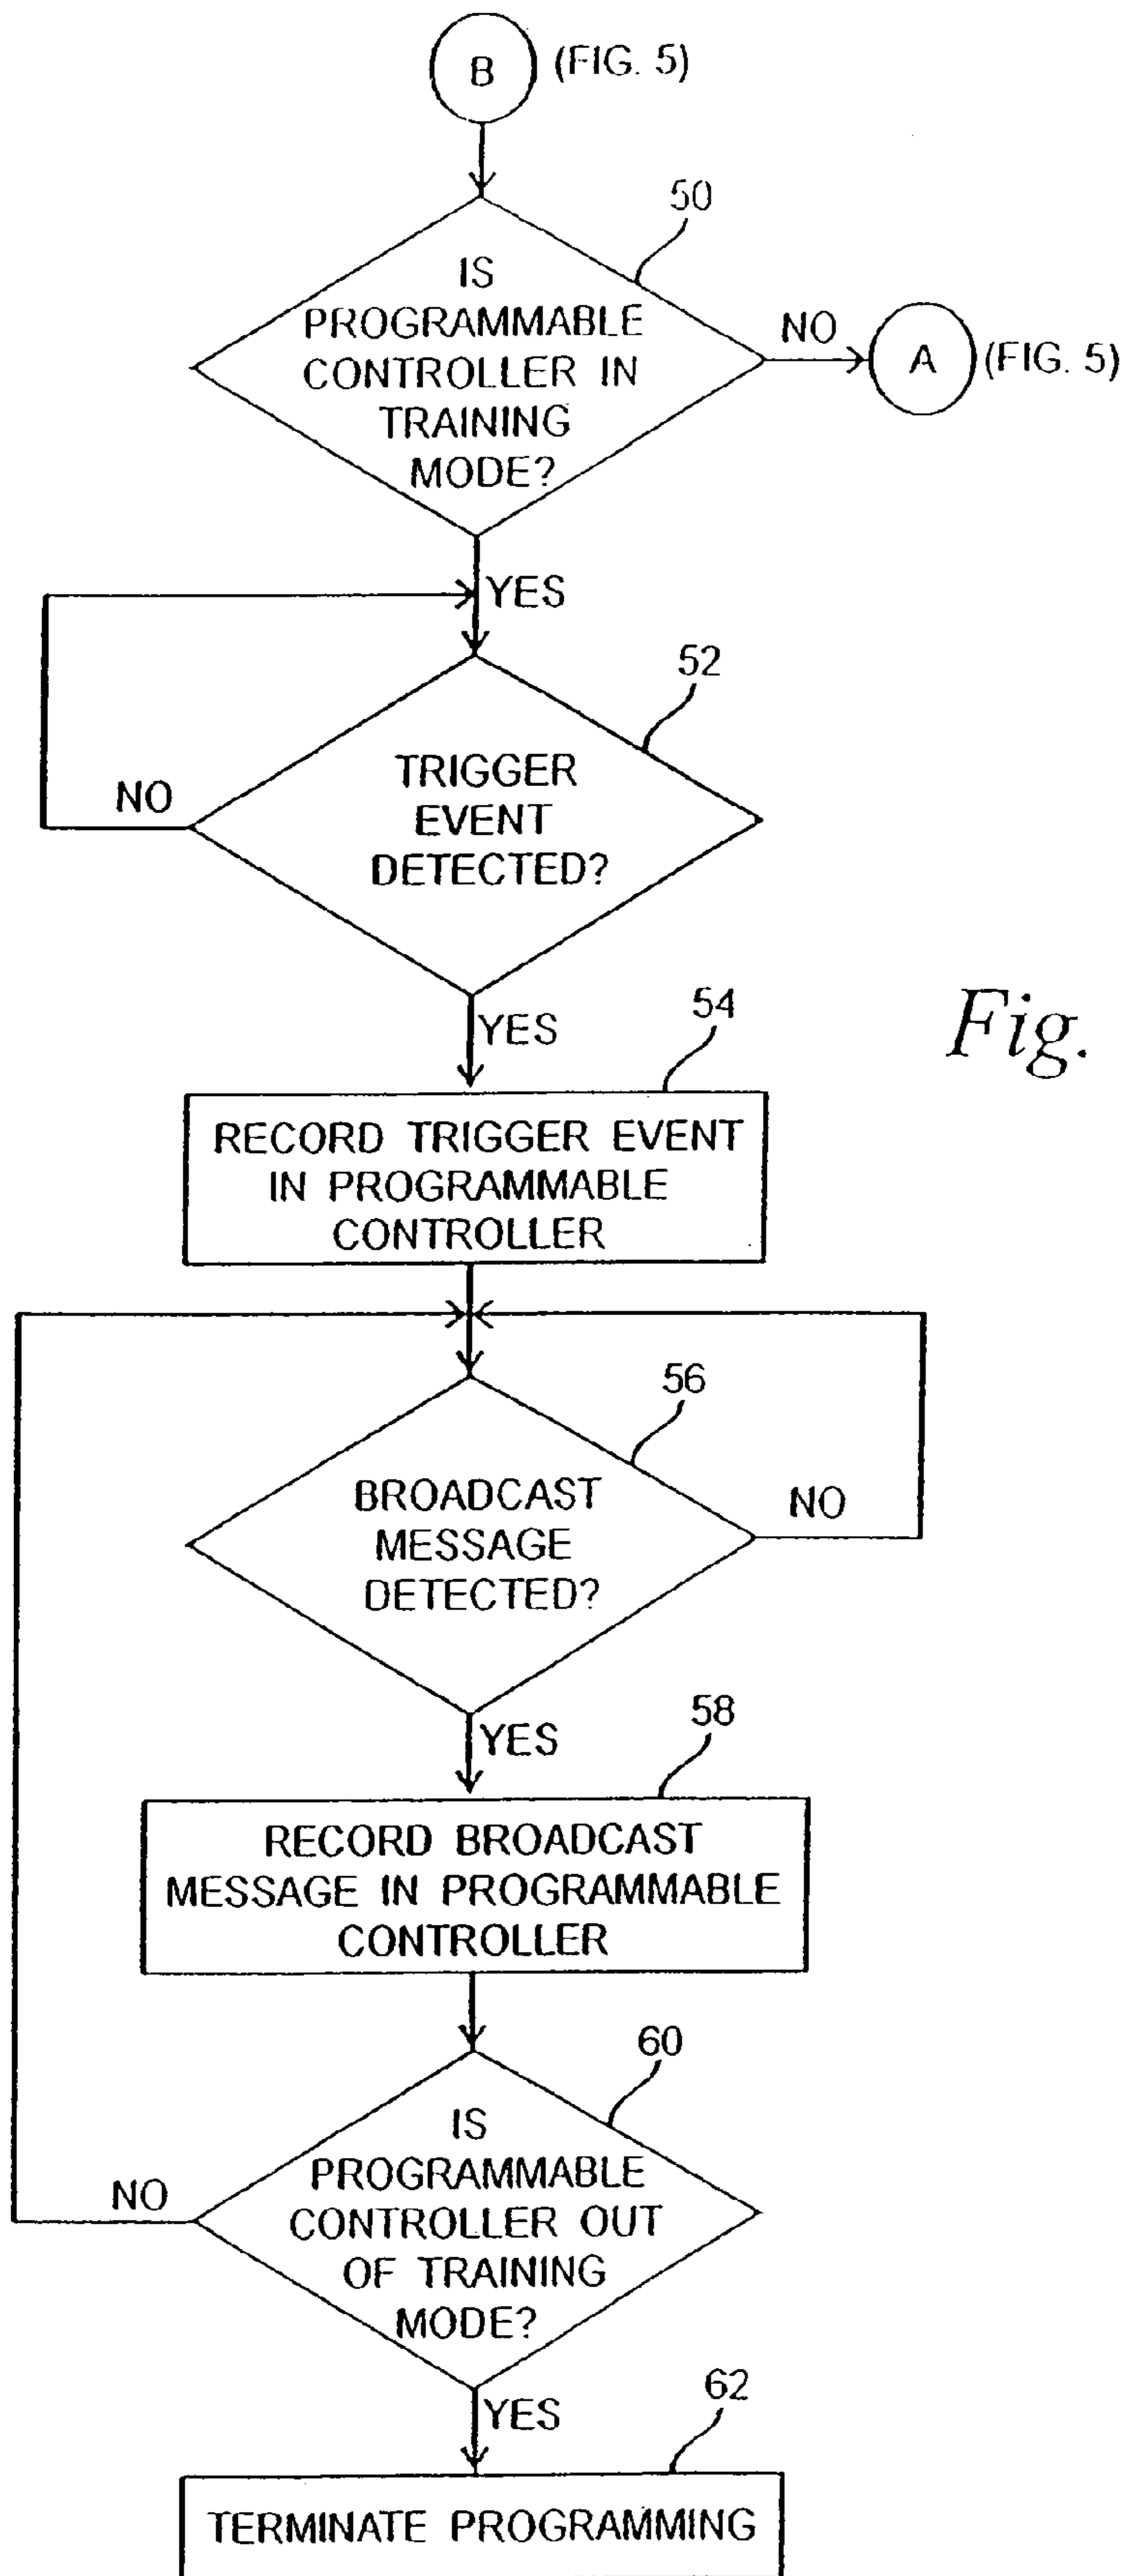 B (FIG. 5)
50
IS
PROGRAMMABLE
CONTROLLER IN
TRAINING
MODE?
NO
A (FIG. 5)
YES
52
TRIGGER
EVENT
DETECTED?
NO
YES
54
Fig.
RECORD TRIGGER EVENT
IN PROGRAMMABLE
CONTROLLER
56
BROADCAST
MESSAGE
DETECTED?
NO
YES
58
RECORD BROADCAST
MESSAGE IN PROGRAMMABLE
CONTROLLER
60
IS
PROGRAMMABLE
CONTROLLER OUT
OF TRAINING
MODE?
NO
YES
62
TERMINATE PROGRAMMING